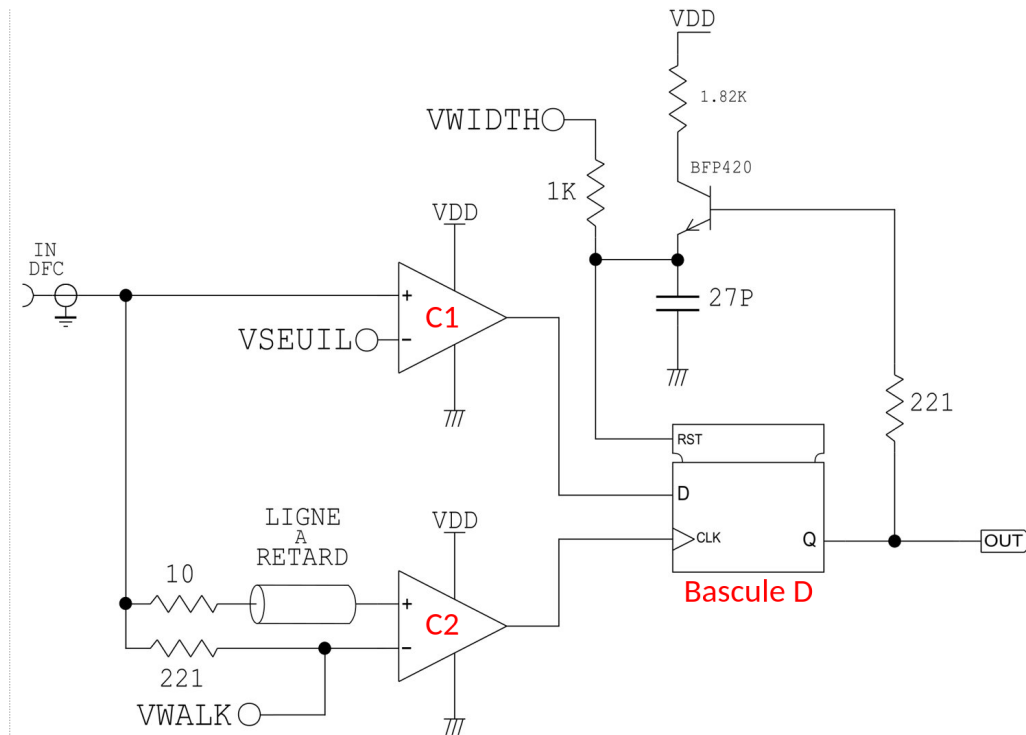 VDD
1.82K
VWIDTH
BFP420
1K
VDD
IN
DFC
+
C1
27P
VSEUIL
-
221
RST
D
LIGNE
A
RETARD
VDD
CLK
Q
OUT
10
+
C2
Bascule D
-
221
VWALK